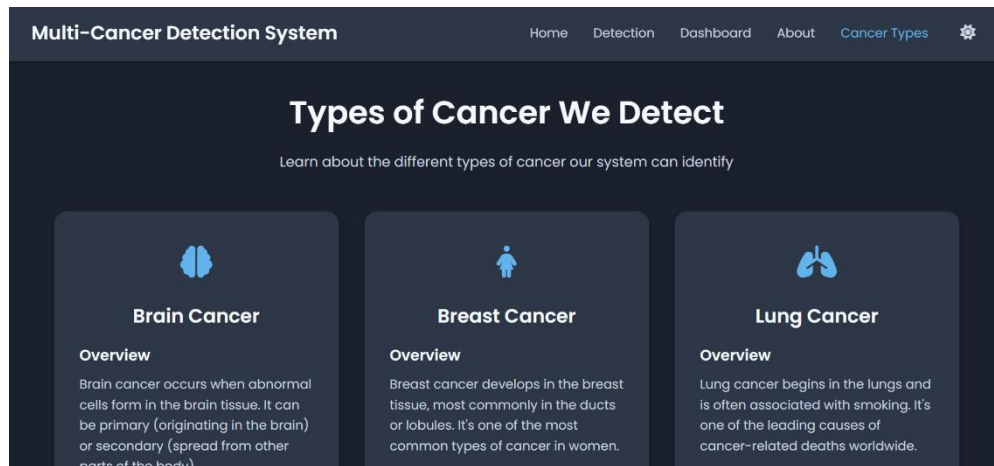 Multi-Cancer Detection System
Home Detection Dashboard About Cancer Types
Types of Cancer We Detect
Learn about the different types of cancer our system can identify
Brain Cancer
Overview
Brain cancer occurs when abnormal
cells form in the brain tissue. It can
be primary (originating in the brain)
or secondary (spread from other
parts of the body).
Breast Cancer
Overview
Breast cancer develops in the breast
tissue, most commonly in the ducts
or lobules. It's one of the most
common types of cancer in women.
Lung Cancer
Overview
Lung cancer begins in the lungs and
is often associated with smoking. It's
one of the leading causes of
cancer-related deaths worldwide.